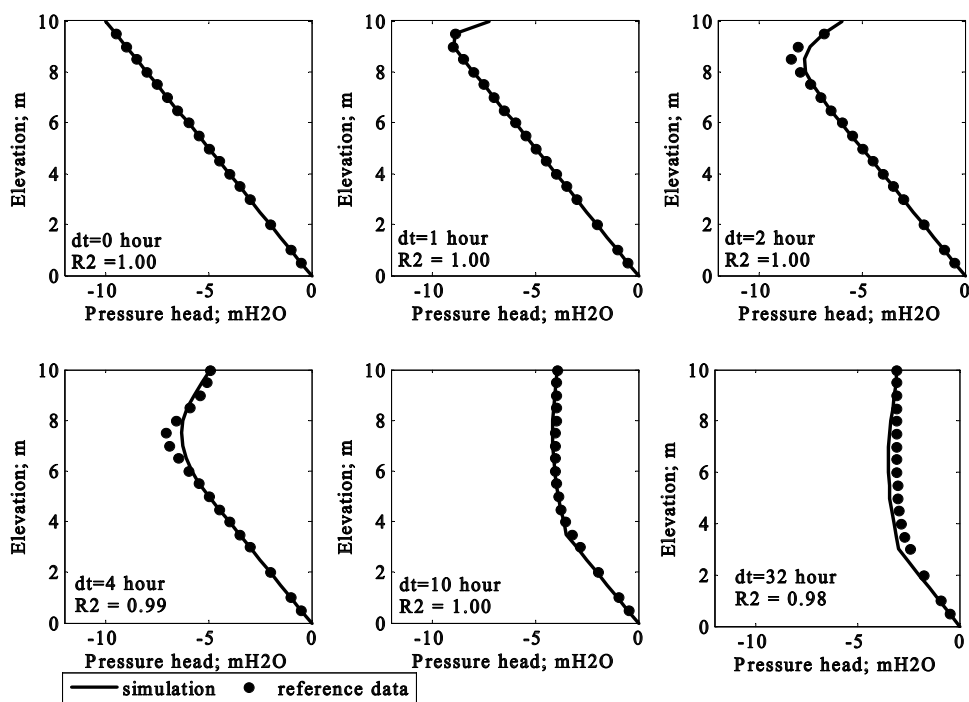 10
8
6
4
2
0
Elevation; m
dt=0 hour
R2 =1.00
-10 -5 0
Pressure head; mH2O
10
8
6
4
2
0
Elevation; m
dt=1 hour
R2 = 1.00
-10 -5 0
Pressure head; mH2O
10
8
6
4
2
0
Elevation; m
dt=2 hour
R2 =1.00
-10 -5 0
Pressure head; mH2O
10
8
6
4
2
0
Elevation; m
dt=4 hour
R2 = 0.99
-10 -5 0
Pressure head; mH2O
10
8
6
4
2
0
Elevation; m
dt=10 hour
R2 = 1.00
-10 -5 0
Pressure head; mH2O
10
8
6
4
2
0
Elevation; m
dt=32 hour
R2 = 0.98
-10 -5 0
Pressure head; mH2O
simulation reference data